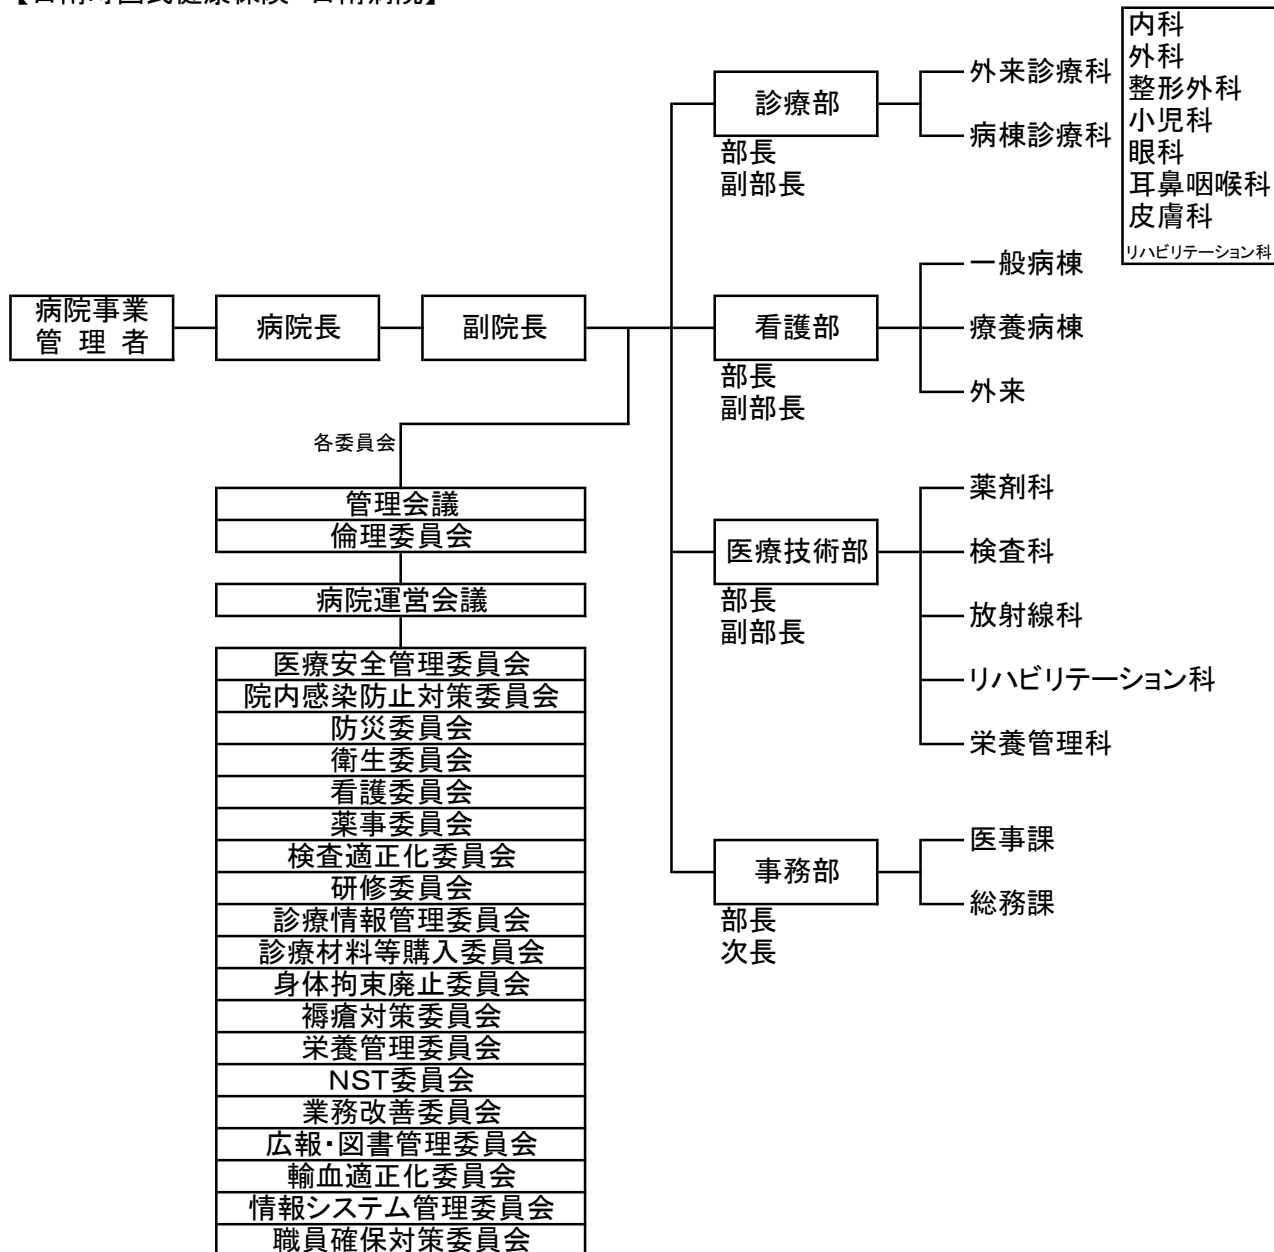 内科
外科
整形外科
小児科
眼科
耳鼻咽喉科
皮膚科
リハビリテーション科
外来診療科
診療部
病棟診療科
部長
副部長
一般病棟
病院事業
管 理 者
病院長
副院長
看護部
療養病棟
部長
副部長
外来
各委員会
管理会議
倫理委員会
病院運営会議
薬剤科
医療技術部
検査科
部長
副部長
放射線科
リハビリテーション科
栄養管理科
医療安全管理委員会
院内感染防止対策委員会
防災委員会
衛生委員会
看護委員会
薬事委員会
検査適正化委員会
研修委員会
診療情報管理委員会
診療材料等購入委員会
身体拘束廃止委員会
褥瘡対策委員会
栄養管理委員会
NST委員会
業務改善委員会
広報・図書管理委員会
輸血適正化委員会
情報システム管理委員会
職員確保対策委員会
医事課
事務部
総務課
部長
次長